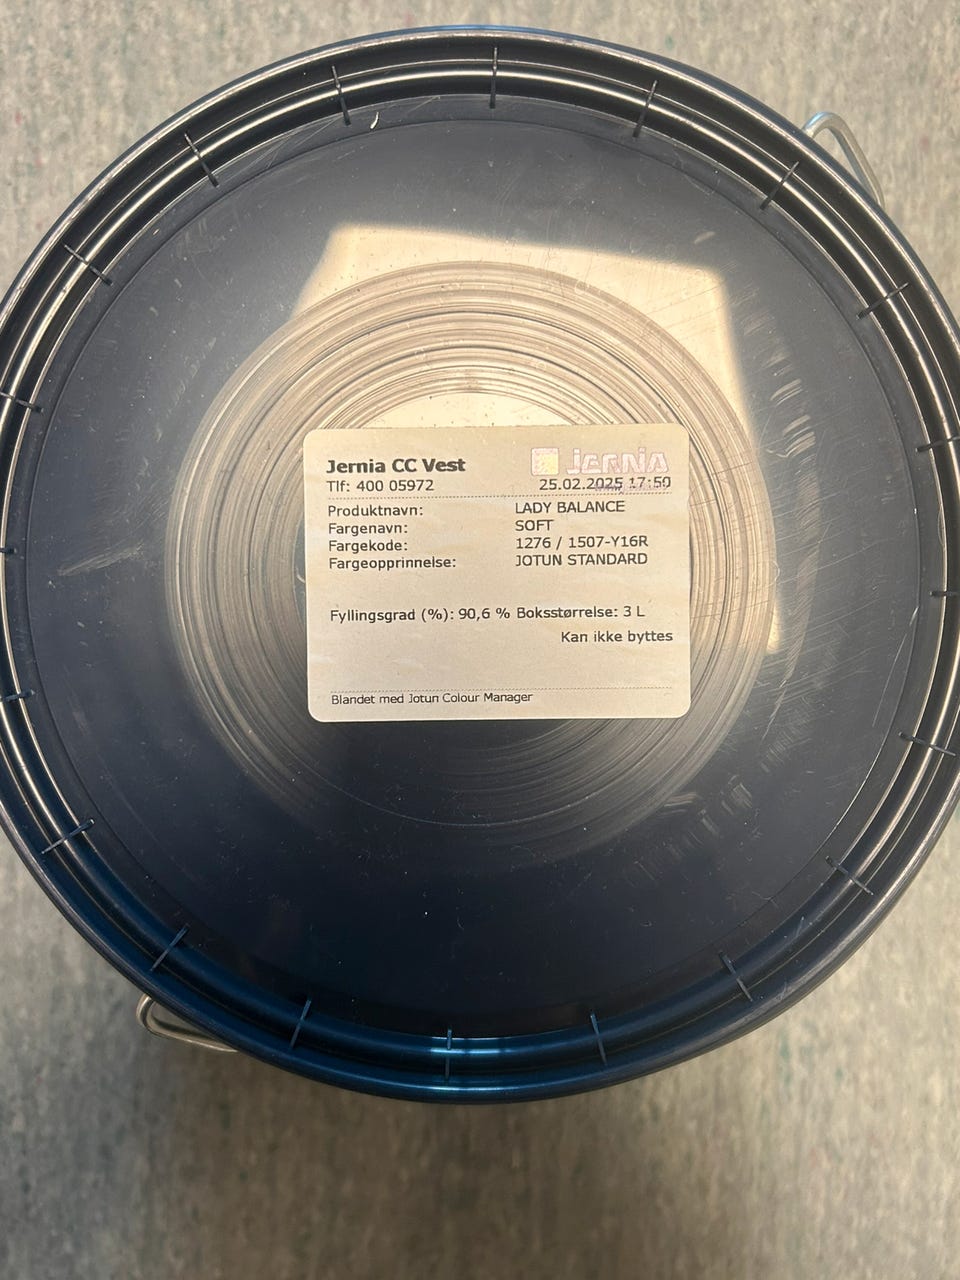 Jernia CC Vest JERNIA
Tlf: 400 05972 25.02.2025 17:50
Produktnavn: LADY BALANCE
Fargenavn: SOFT
Fargekode: 1276 / 1507-Y16R
Fargeopprinnelse: JOTUN STANDARD
Fyllingsgrad (%): 90,6 % Boksstørrelse: 3 L
Kan ikke byttes
Blandet med Jotun Colour Manager